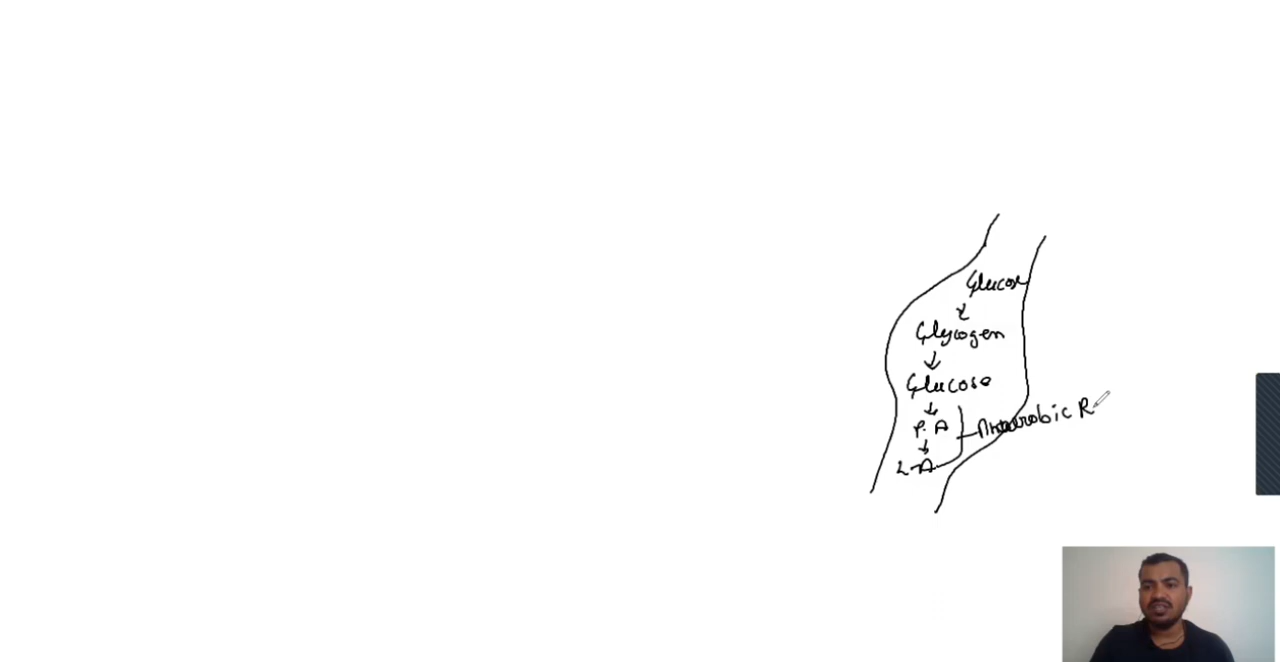 Glucose
Glycogen
Glucose
P. A
L-A
Anaerobic R